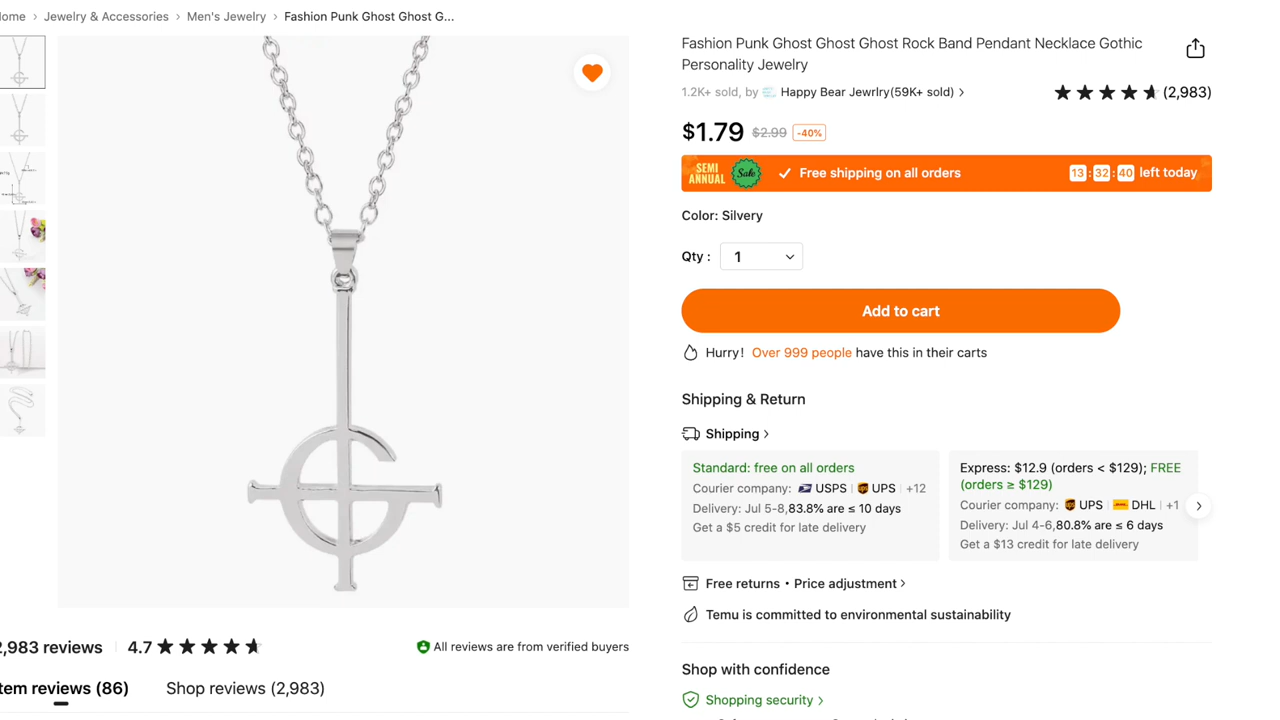 ome › Jewelry & Accessories › Men's Jewelry › Fashion Punk Ghost Ghost G...
Fashion Punk Ghost Ghost Ghost Rock Band Pendant Necklace Gothic
Personality Jewelry
1.2K+ sold, by Happy Bear Jewrlry(59K+ sold) ›
(2,983)
$1.79 $2.99 -40%
SEMI ANNUAL Sale Free shipping on all orders 13:32:40 left today
Color: Silvery
Qty : 1
Add to cart
Hurry! Over 999 people have this in their carts
Shipping & Return
Shipping ›
Standard: free on all orders
Courier company: USPS | UPS | +12
Delivery: Jul 5-8,83.8% are ≤ 10 days
Get a $5 credit for late delivery
Express: $12.9 (orders < $129); FREE
(orders ≥ $129)
Courier company: UPS | DHL | +1
Delivery: Jul 4-6,80.8% are ≤ 6 days
Get a $13 credit for late delivery
Free returns • Price adjustment ›
Temu is committed to environmental sustainability
Shop with confidence
Shopping security ›
2,983 reviews | 4.7
All reviews are from verified buyers
tem reviews (86) Shop reviews (2,983)